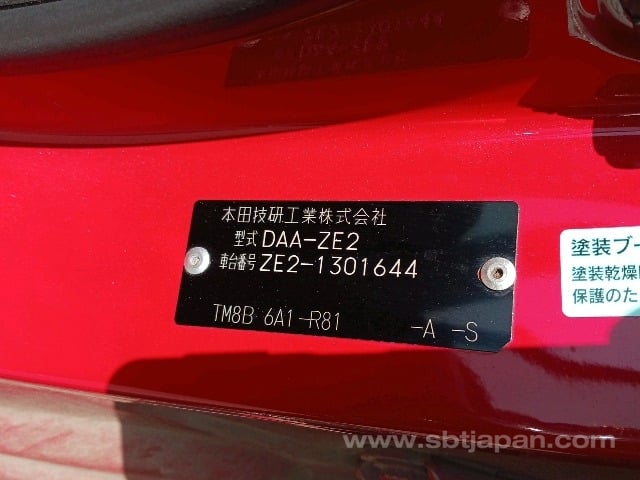 本田技研工業株式会社
型式 DAA-ZE2
車台番号 ZE2-1301644
TM8B 6A1-R81 -A -S
塗装ブー
塗装乾燥
保護のた
www.sbtjapan.com